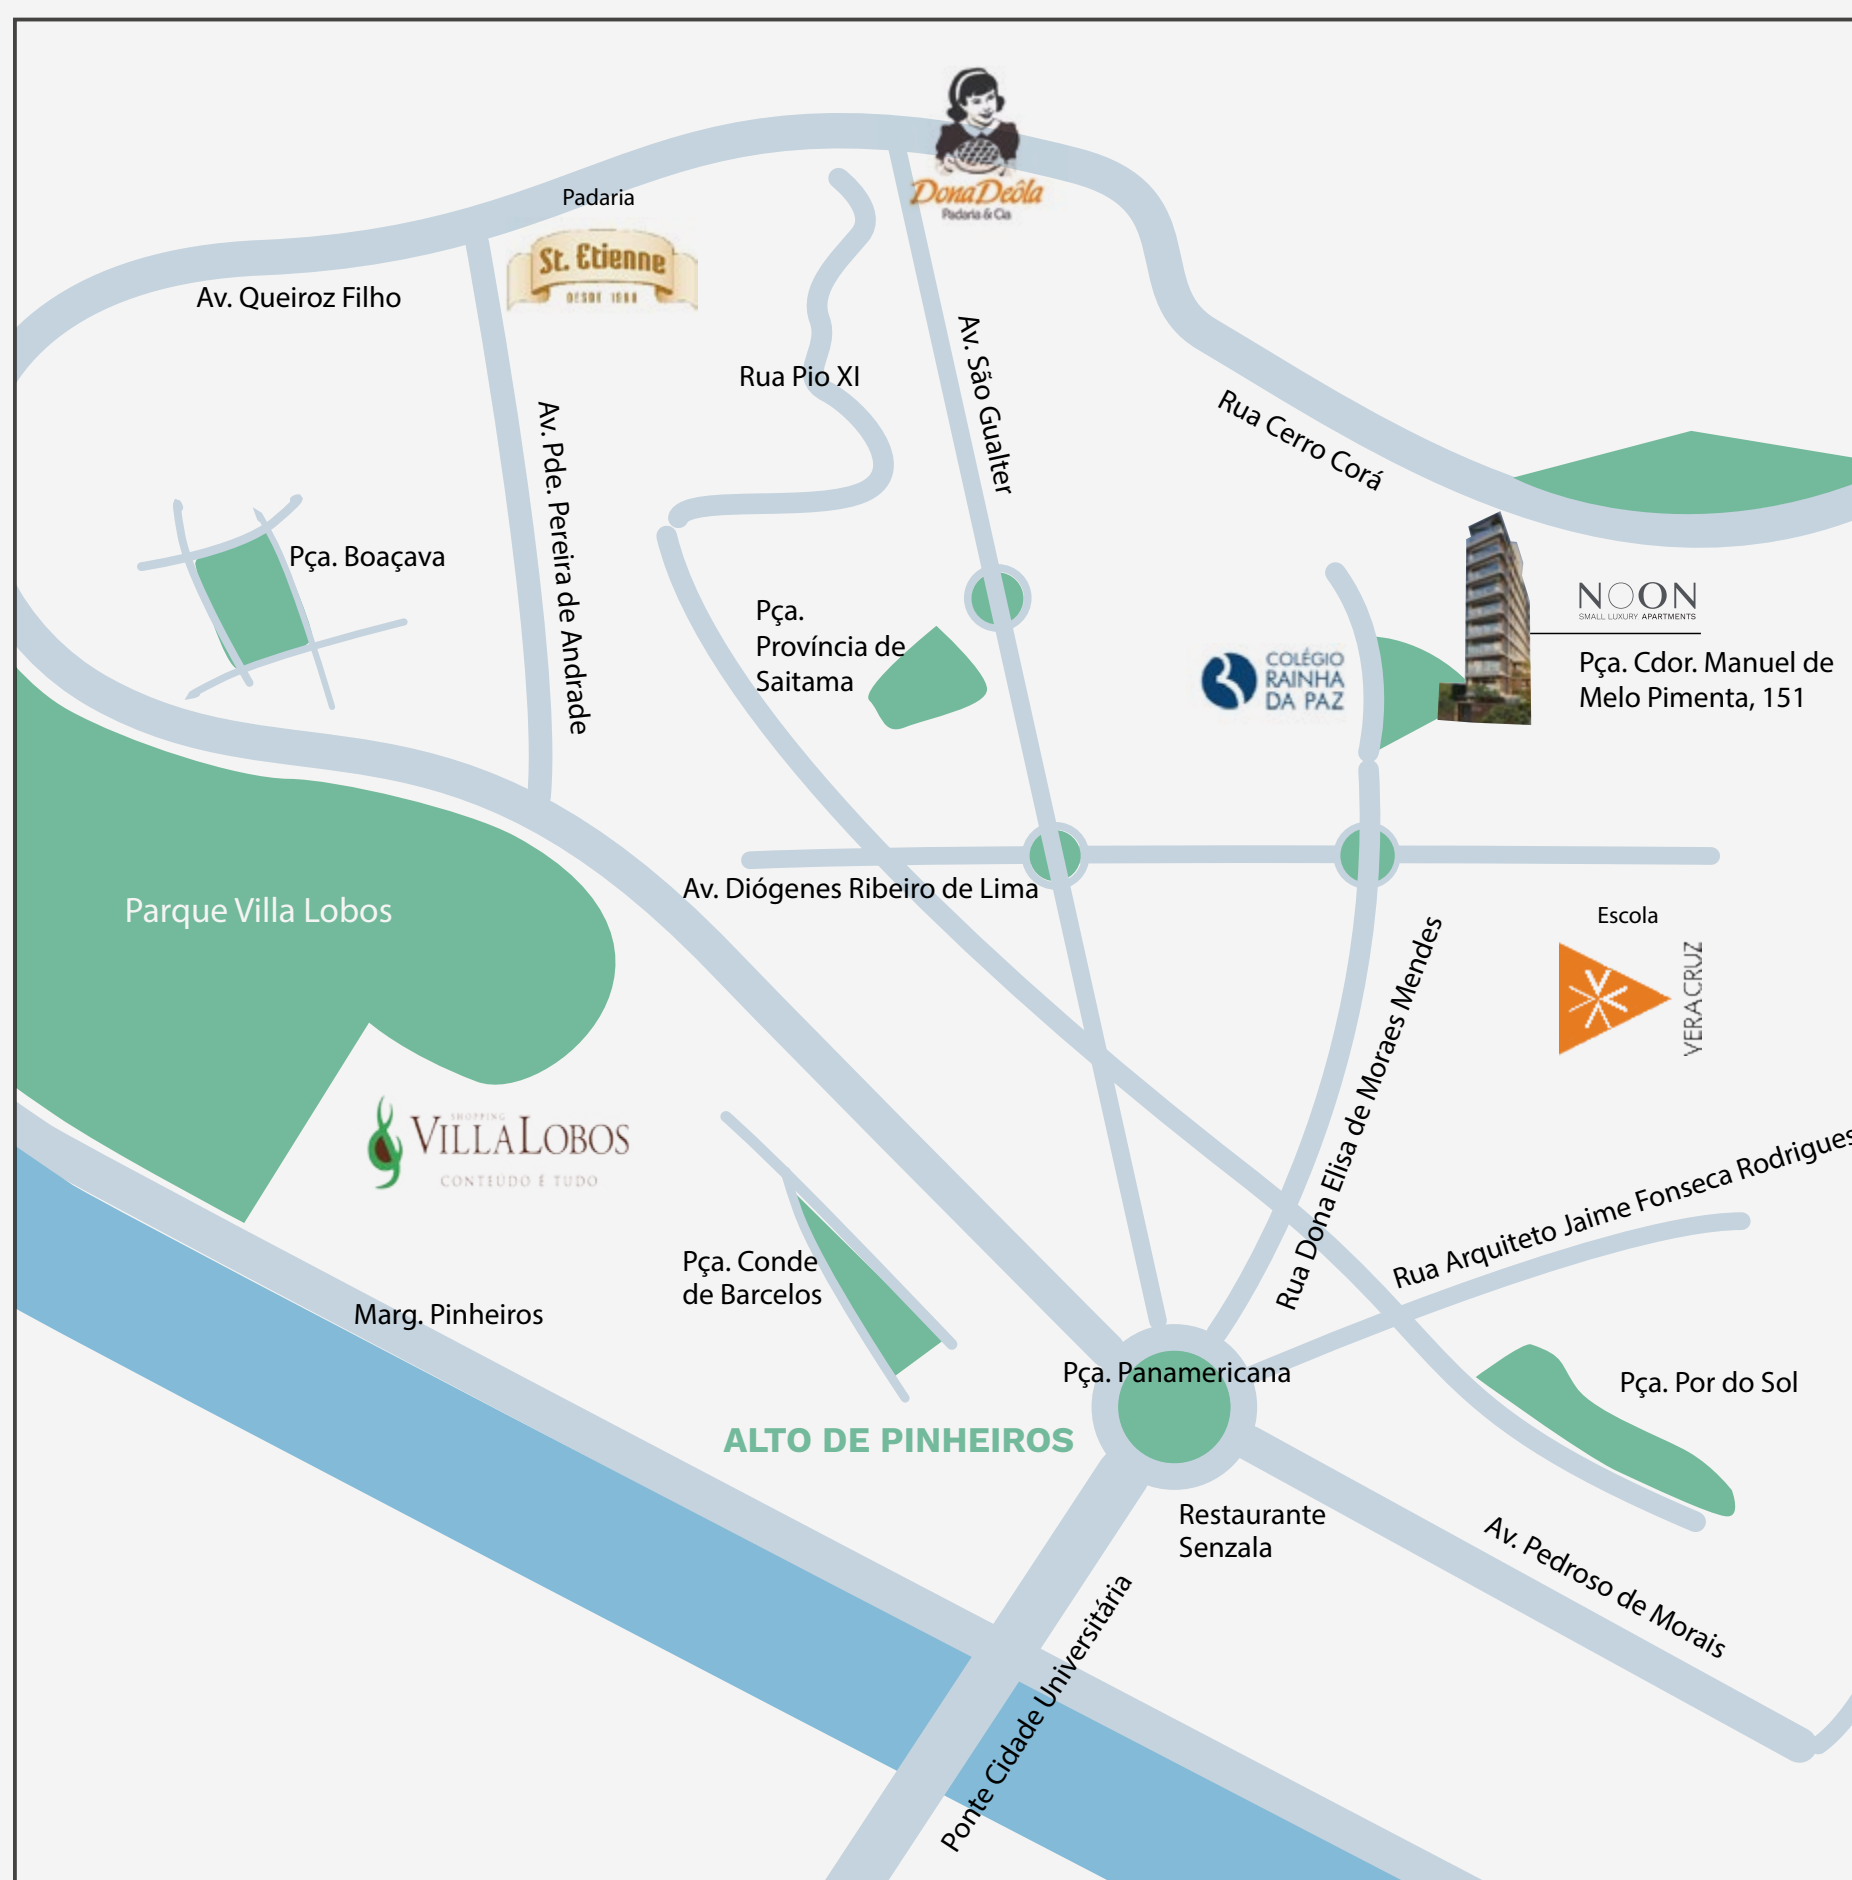 DonaDeôla
Padaria & Cia
Padaria
St. Etienne
DESDE 1988
Av. Queiroz Filho
Rua Pio XI
Av. São Gualter
Rua Cerro Corá
Av. Pde. Pereira de Andrade
Pça. Boaçava
Pça.
Província de
Saitama
COLÉGIO
RAINHA
DA PAZ
NOON
SMALL LUXURY APARTMENTS
Pça. Cdor. Manuel de
Melo Pimenta, 151
Av. Diógenes Ribeiro de Lima
Parque Villa Lobos
Escola
VERACRUZ
Rua Dona Elisa de Moraes Mendes
SHOPPING
VILLALOBOS
CONTEÚDO É TUDO
Rua Arquiteto Jaime Fonseca Rodrigues
Pça. Conde
de Barcelos
Marg. Pinheiros
Pça. Panamericana
Pça. Por do Sol
ALTO DE PINHEIROS
Restaurante
Senzala
Av. Pedroso de Morais
Ponte Cidade Universitária